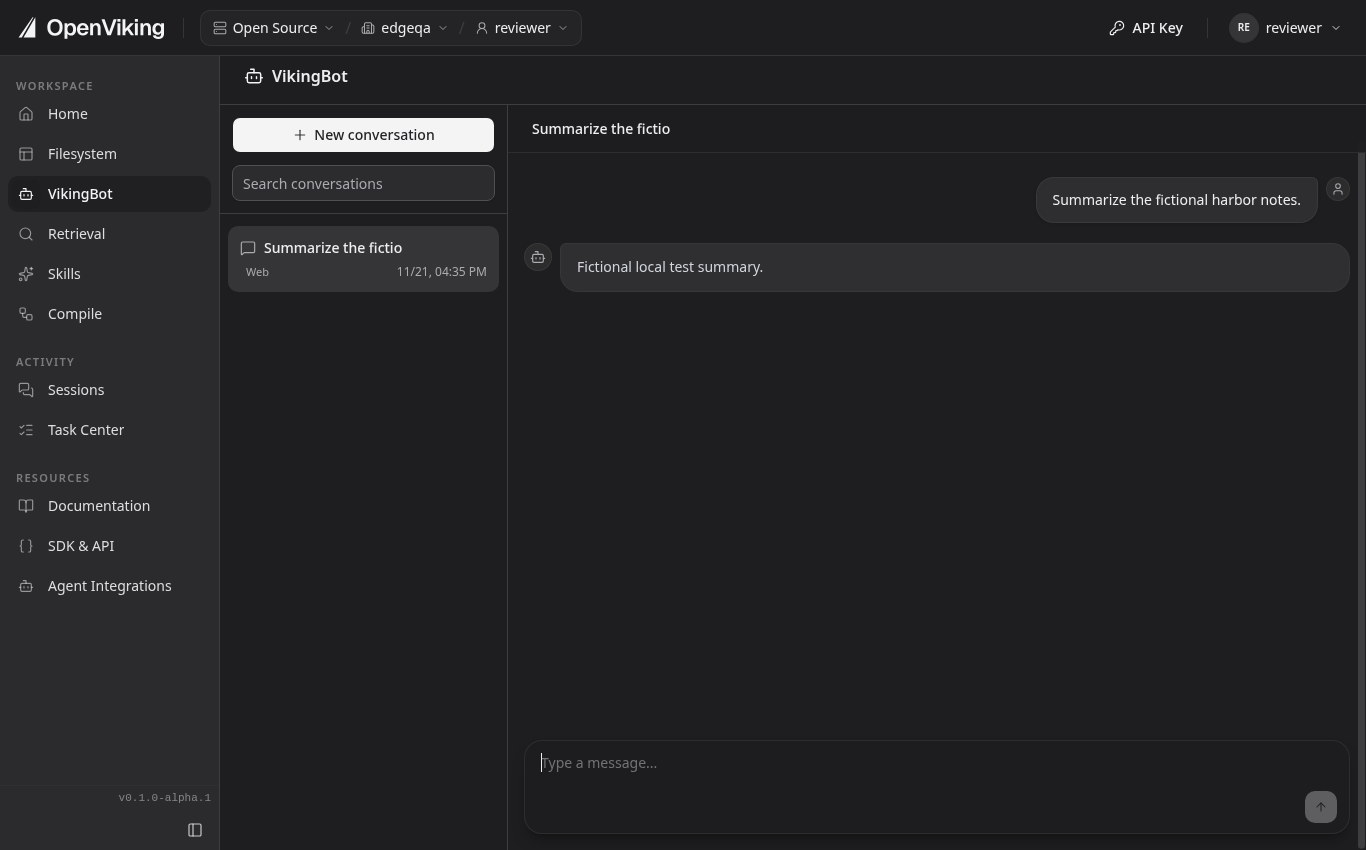 OpenViking
Open Source / edgeqa / reviewer
API Key
RE reviewer
WORKSPACE
Home
Filesystem
VikingBot
Retrieval
Skills
Compile
ACTIVITY
Sessions
Task Center
RESOURCES
Documentation
SDK & API
Agent Integrations
v0.1.0-alpha.1
VikingBot
New conversation
Search conversations
Summarize the fictio
Web 11/21, 04:35 PM
Summarize the fictio
Summarize the fictional harbor notes.
Fictional local test summary.
Type a message...